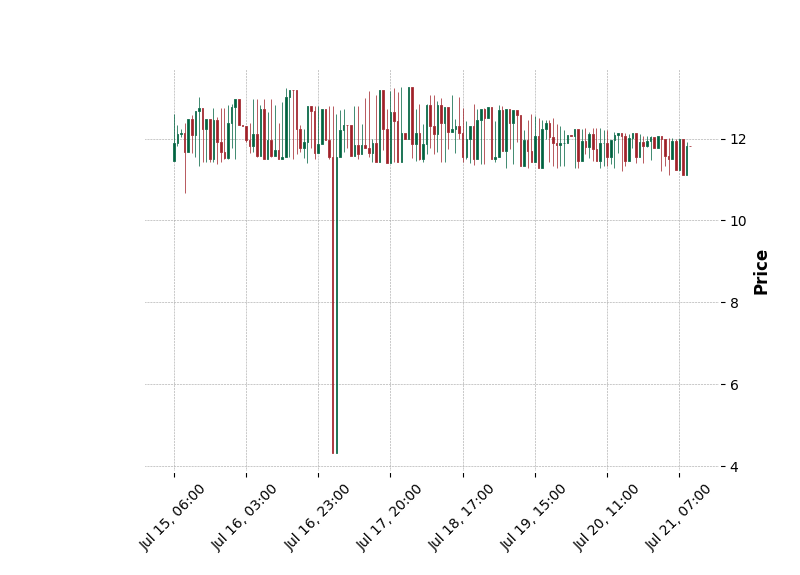 12
10
8
6
4
Price
Jul 15, 06:00
Jul 16, 03:00
Jul 16, 23:00
Jul 17, 20:00
Jul 18, 17:00
Jul 19, 15:00
Jul 20, 11:00
Jul 21, 07:00